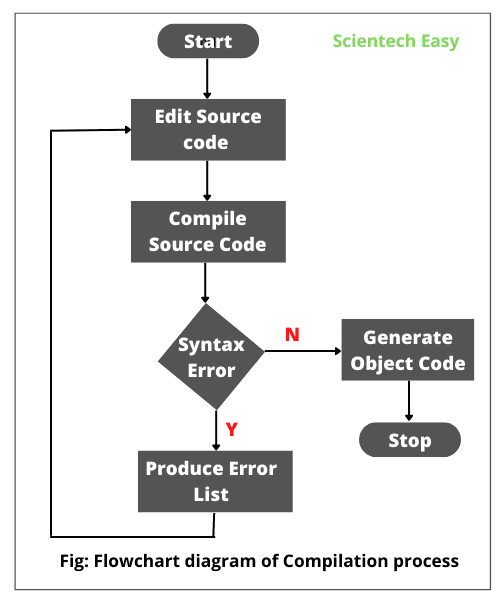 Start
Scientech Easy
Edit Source
code
Compile
Source Code
Syntax
Error
N
Generate
Object Code
Y
Stop
Produce Error
List
Fig: Flowchart diagram of Compilation process